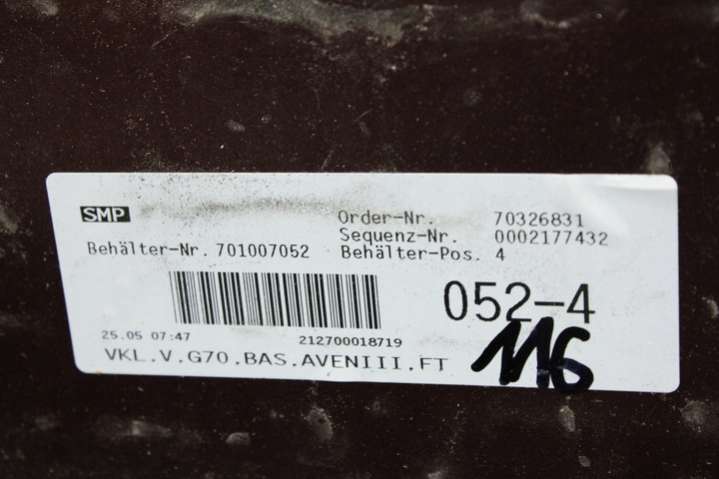 SMP
Order-Nr. 70326831
Sequenz-Nr. 0002177432
Behälter-Nr. 701007052 Behälter-Pos. 4
052-4
25.05 07:47 212700018719
VKL.V.G70.BAS.AVENIII.FT
116